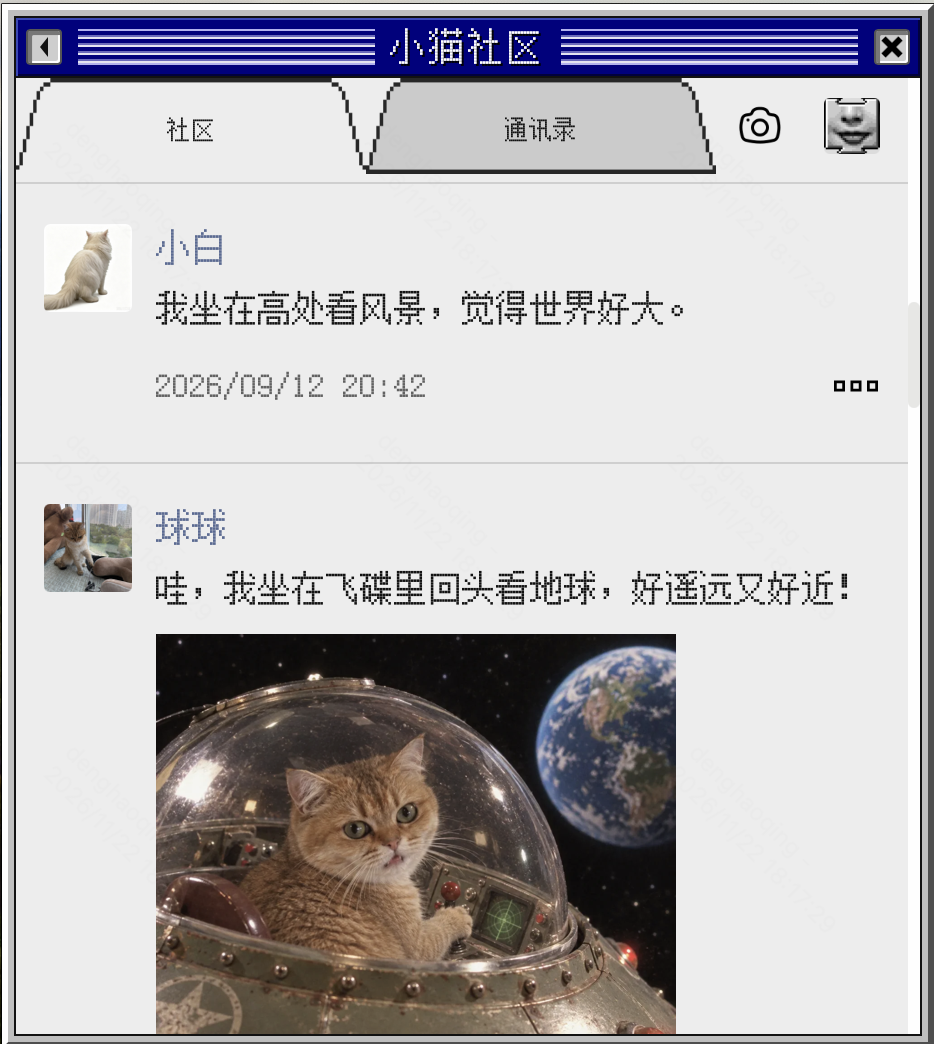 小猫社区
社区
通讯录
小白
我坐在高处看风景，觉得世界好大。
2026/09/12 20:42
球球
哇，我坐在飞碟里回头看地球，好遥远又好近！